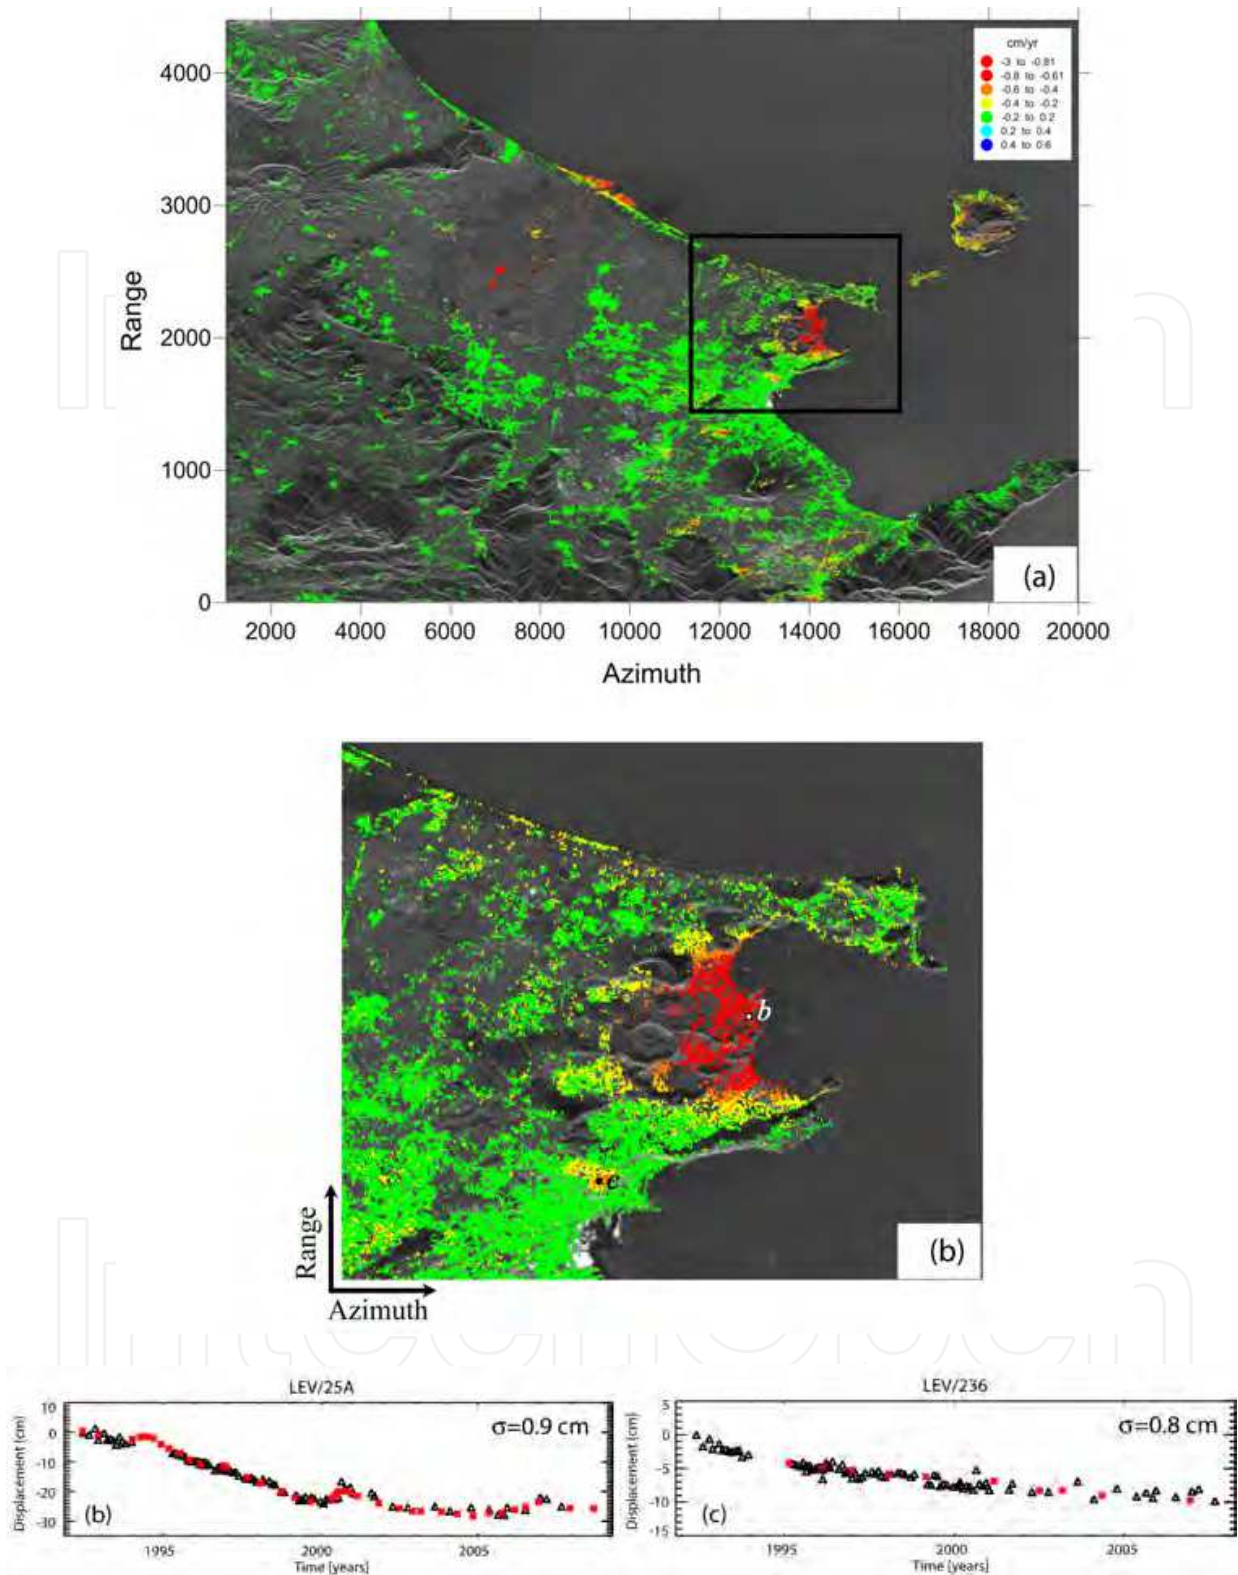 cm/yr
-3 to -0.81
-0.8 to -0.61
-0.6 to -0.4
-0.4 to -0.2
-0.2 to 0.2
0.2 to 0.4
0.4 to 0.6
4000
3000
2000
1000
0
Range
2000 4000 6000 8000 10000 12000 14000 16000 18000 20000
Azimuth
(a)
b
c
(b)
Range
Azimuth
LEV/25A
σ=0.9 cm
10
0
-10
-20
-30
Displacement [cm]
(b)
1995 2000 2005
Time [years]
LEV/236
σ=0.8 cm
5
0
-5
-10
-15
Displacement [cm]
(c)
1995 2000 2005
Time [years]